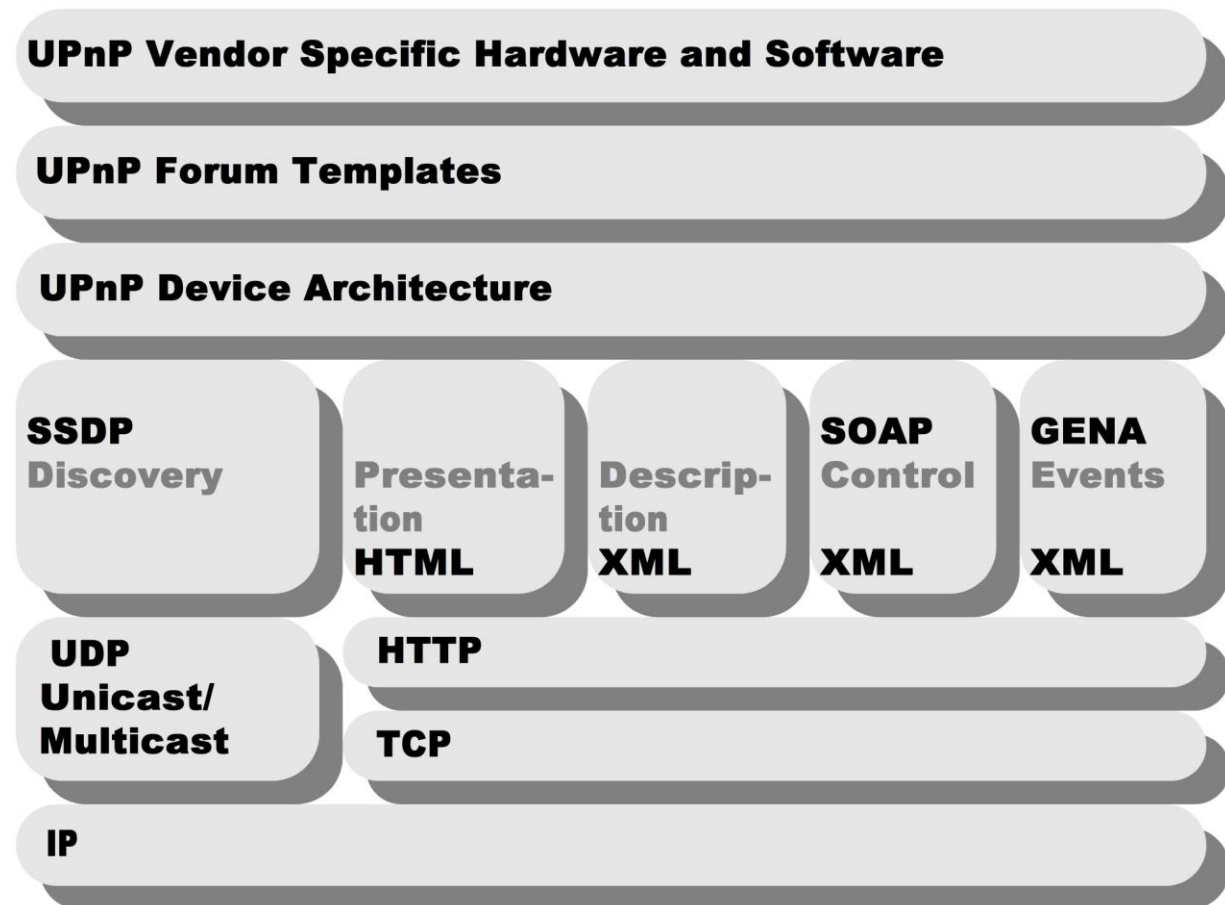 UPnP Vendor Specific Hardware and Software
UPnP Forum Templates
UPnP Device Architecture
SSDP
Discovery
Presenta-
tion
HTML
Descrip-
tion
XML
SOAP
Control
XML
GENA
Events
XML
UDP
Unicast/
Multicast
HTTP
TCP
IP